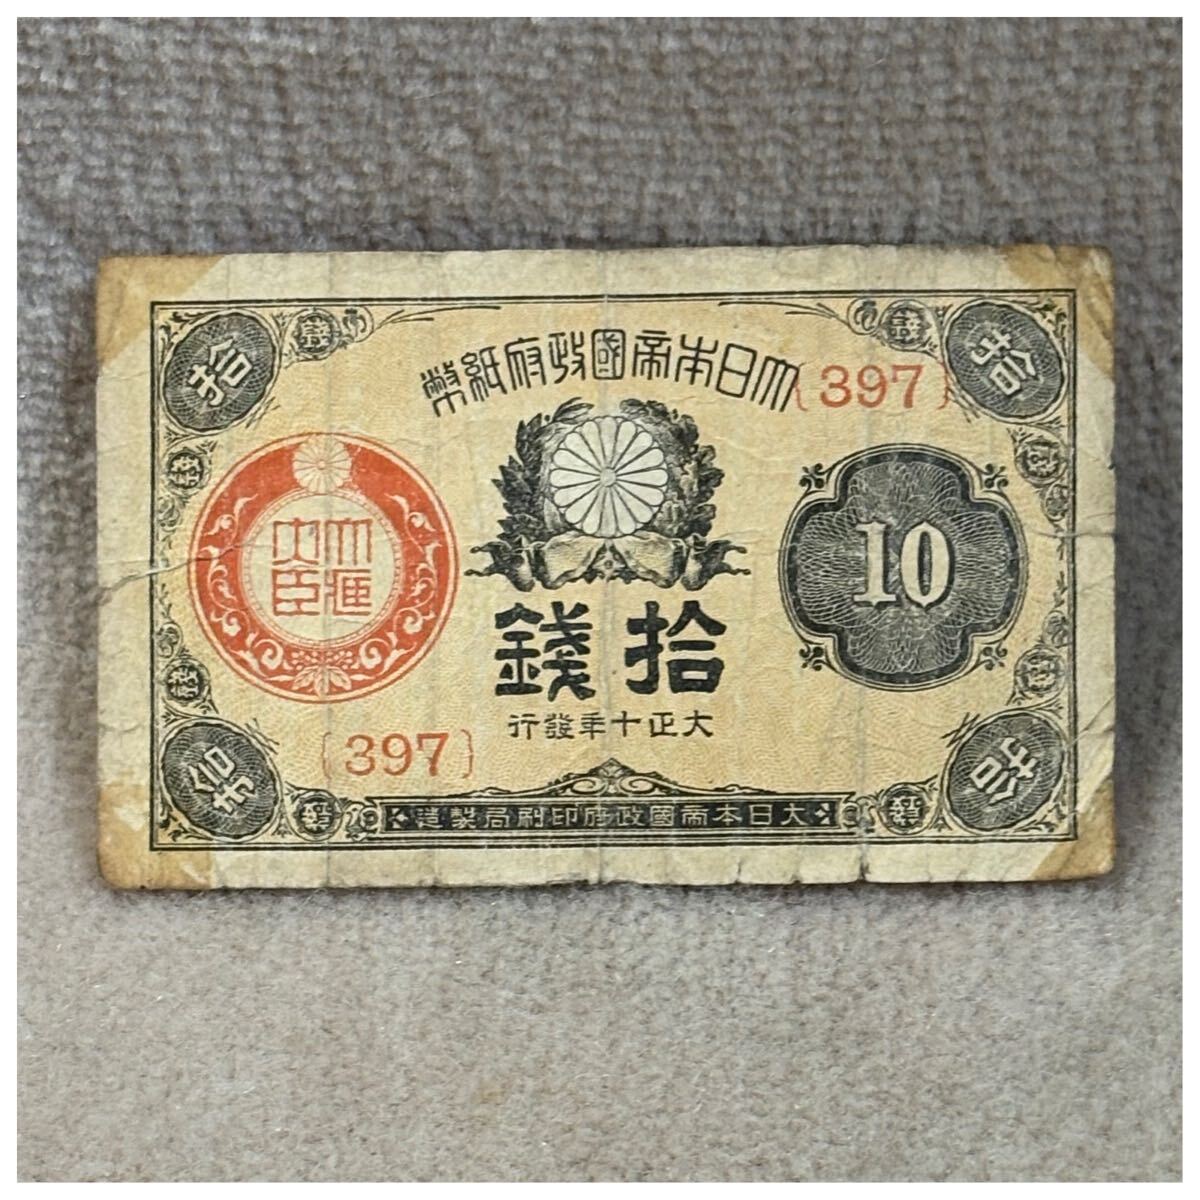 大日本帝國政府紙幣
{397}
拾
錢
拾
錢
大藏
大臣
10
拾錢
大正十年發行
{397}
拾
拾
大日本帝國政府印刷局製造